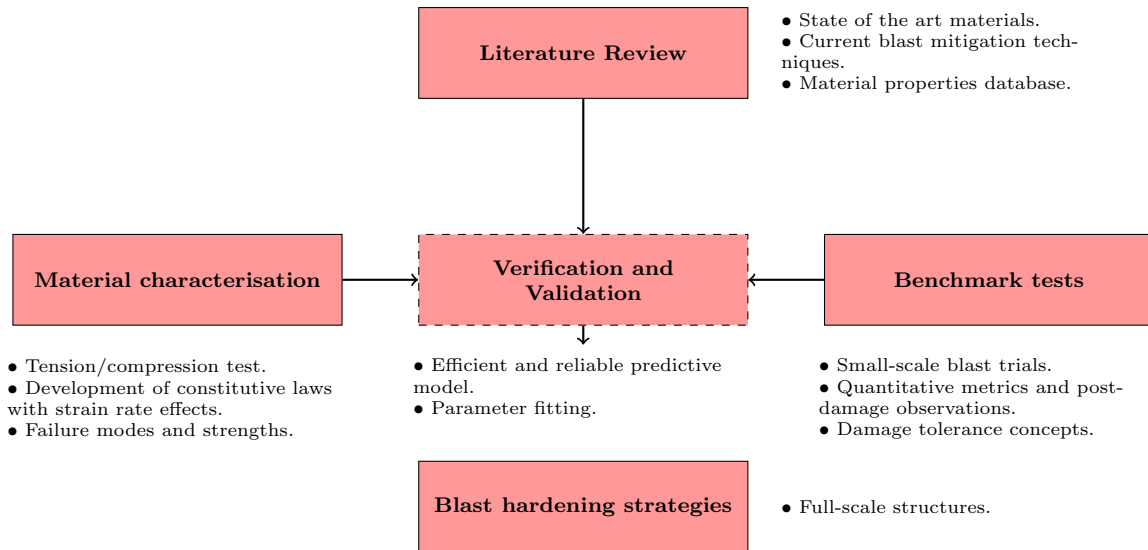 Literature Review
• State of the art materials.
• Current blast mitigation tech-
niques.
• Material properties database.
Material characterisation
Verification and
Validation
Benchmark tests
• Tension/compression test.
• Development of constitutive laws
with strain rate effects.
• Failure modes and strengths.
• Efficient and reliable predictive
model.
• Parameter fitting.
• Small-scale blast trials.
• Quantitative metrics and post-
damage observations.
• Damage tolerance concepts.
Blast hardening strategies
• Full-scale structures.